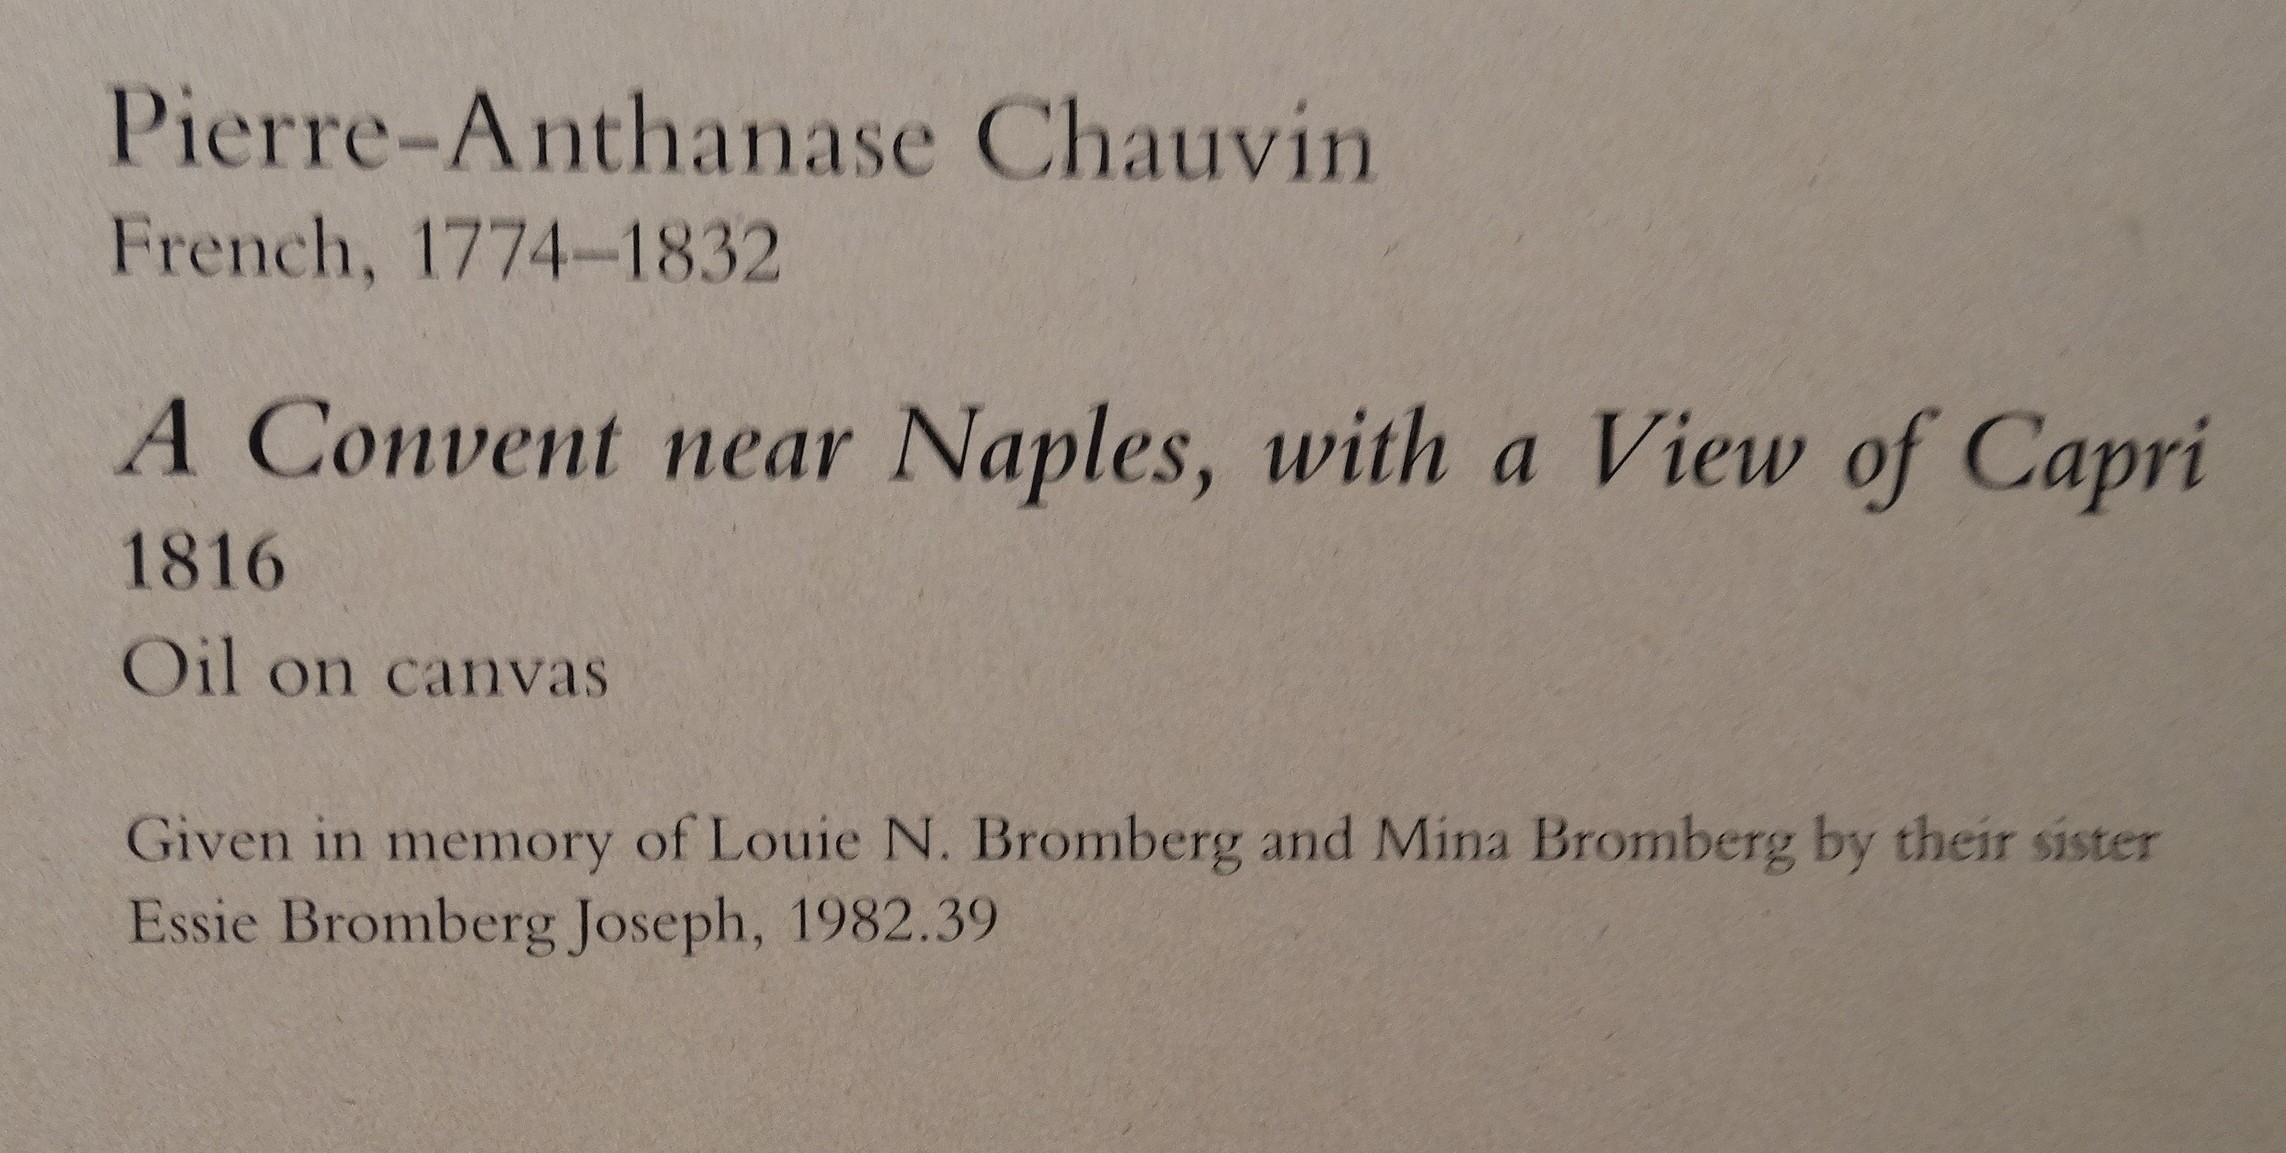 Pierre-Anthanase Chauvin
French, 1774–1832
A Convent near Naples, with a View of Capri
1816
Oil on canvas
Given in memory of Louie N. Bromberg and Mina Bromberg by their sister
Essie Bromberg Joseph, 1982.39